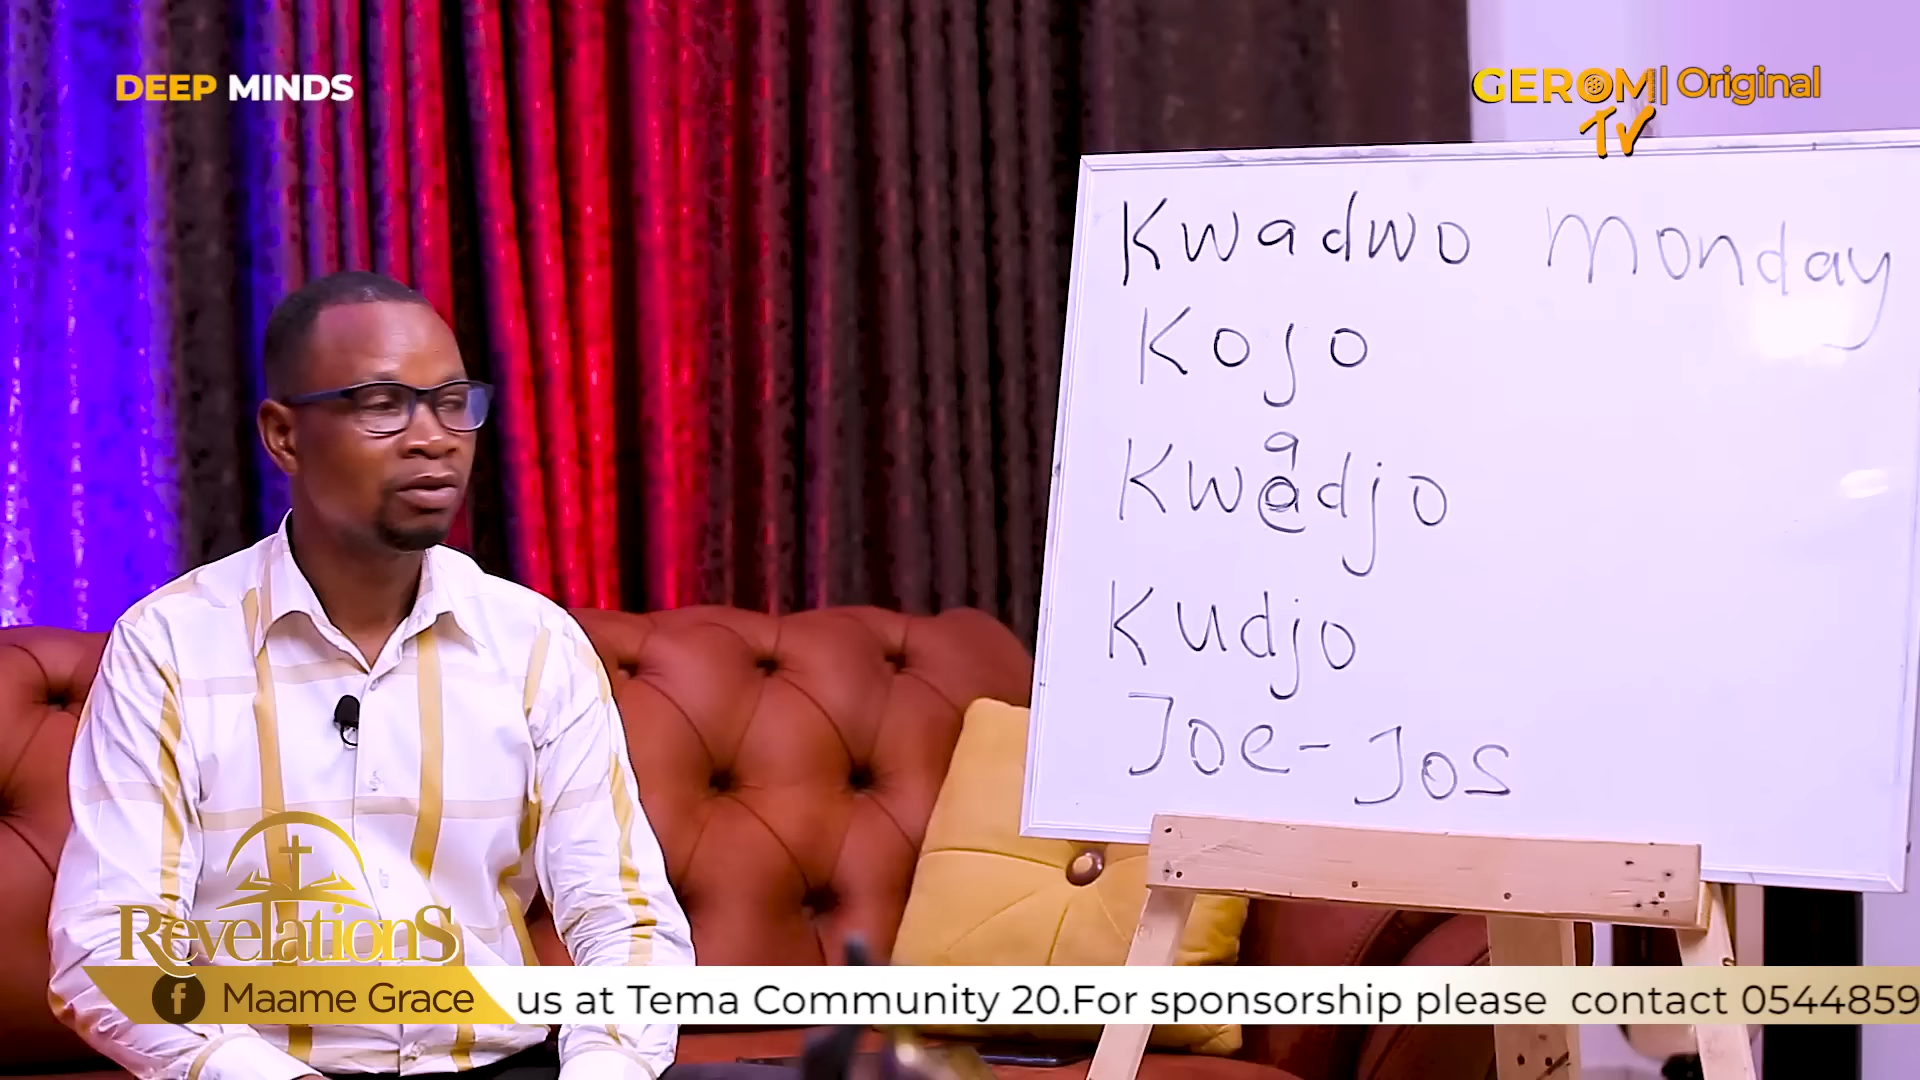 DEEP MINDS
GEROM TV | Original
Kwadwo Monday
Kojo
a
Kwadjo
Kudjo
Joe - Jos
RevelationS
f Maame Grace
us at Tema Community 20.For sponsorship please contact 0544859